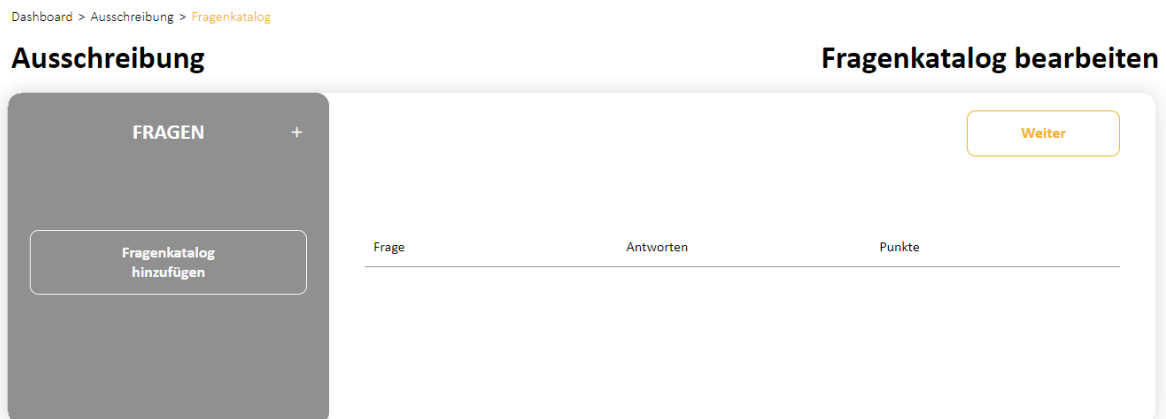 Dashboard > Ausschreibung > Fragenkatalog
Ausschreibung
Fragenkatalog bearbeiten
FRAGEN +
Weiter
Fragenkatalog
hinzufügen
Frage Antworten Punkte